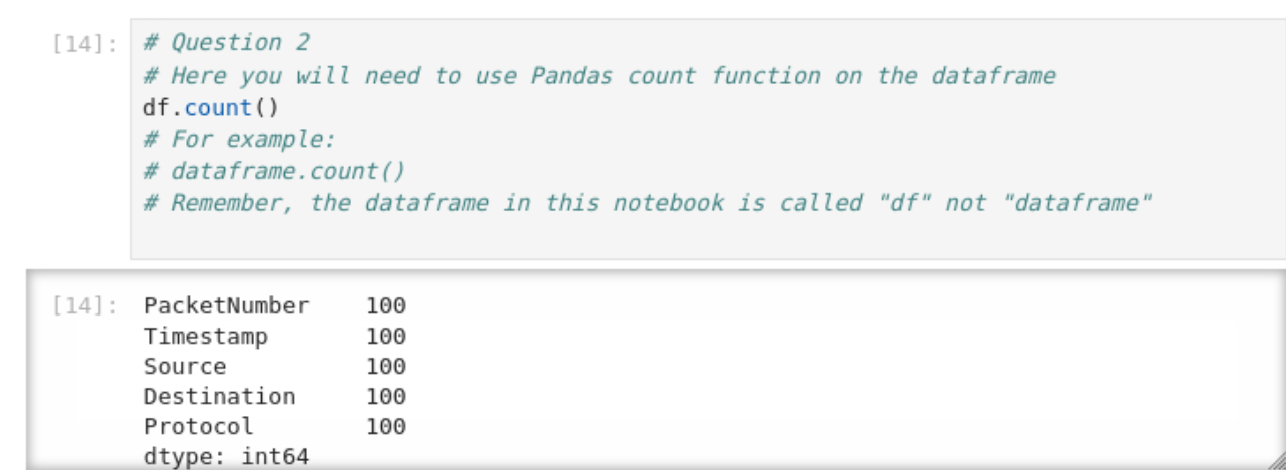 [14]: # Question 2
# Here you will need to use Pandas count function on the dataframe
df.count()
# For example:
# dataframe.count()
# Remember, the dataframe in this notebook is called "df" not "dataframe"
[14]: PacketNumber    100
Timestamp       100
Source          100
Destination     100
Protocol        100
dtype: int64